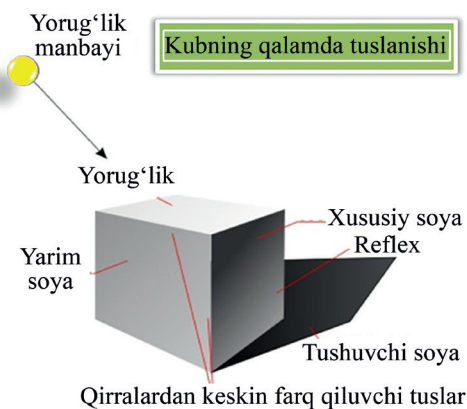 Yorug‘lik
manbayi
Kubning qalamda tuslanishi
Yorug‘lik
Xususiy soya
Reflex
Yarim
soya
Tushuvchi soya
Qirralardan keskin farq qiluvchi tuslar